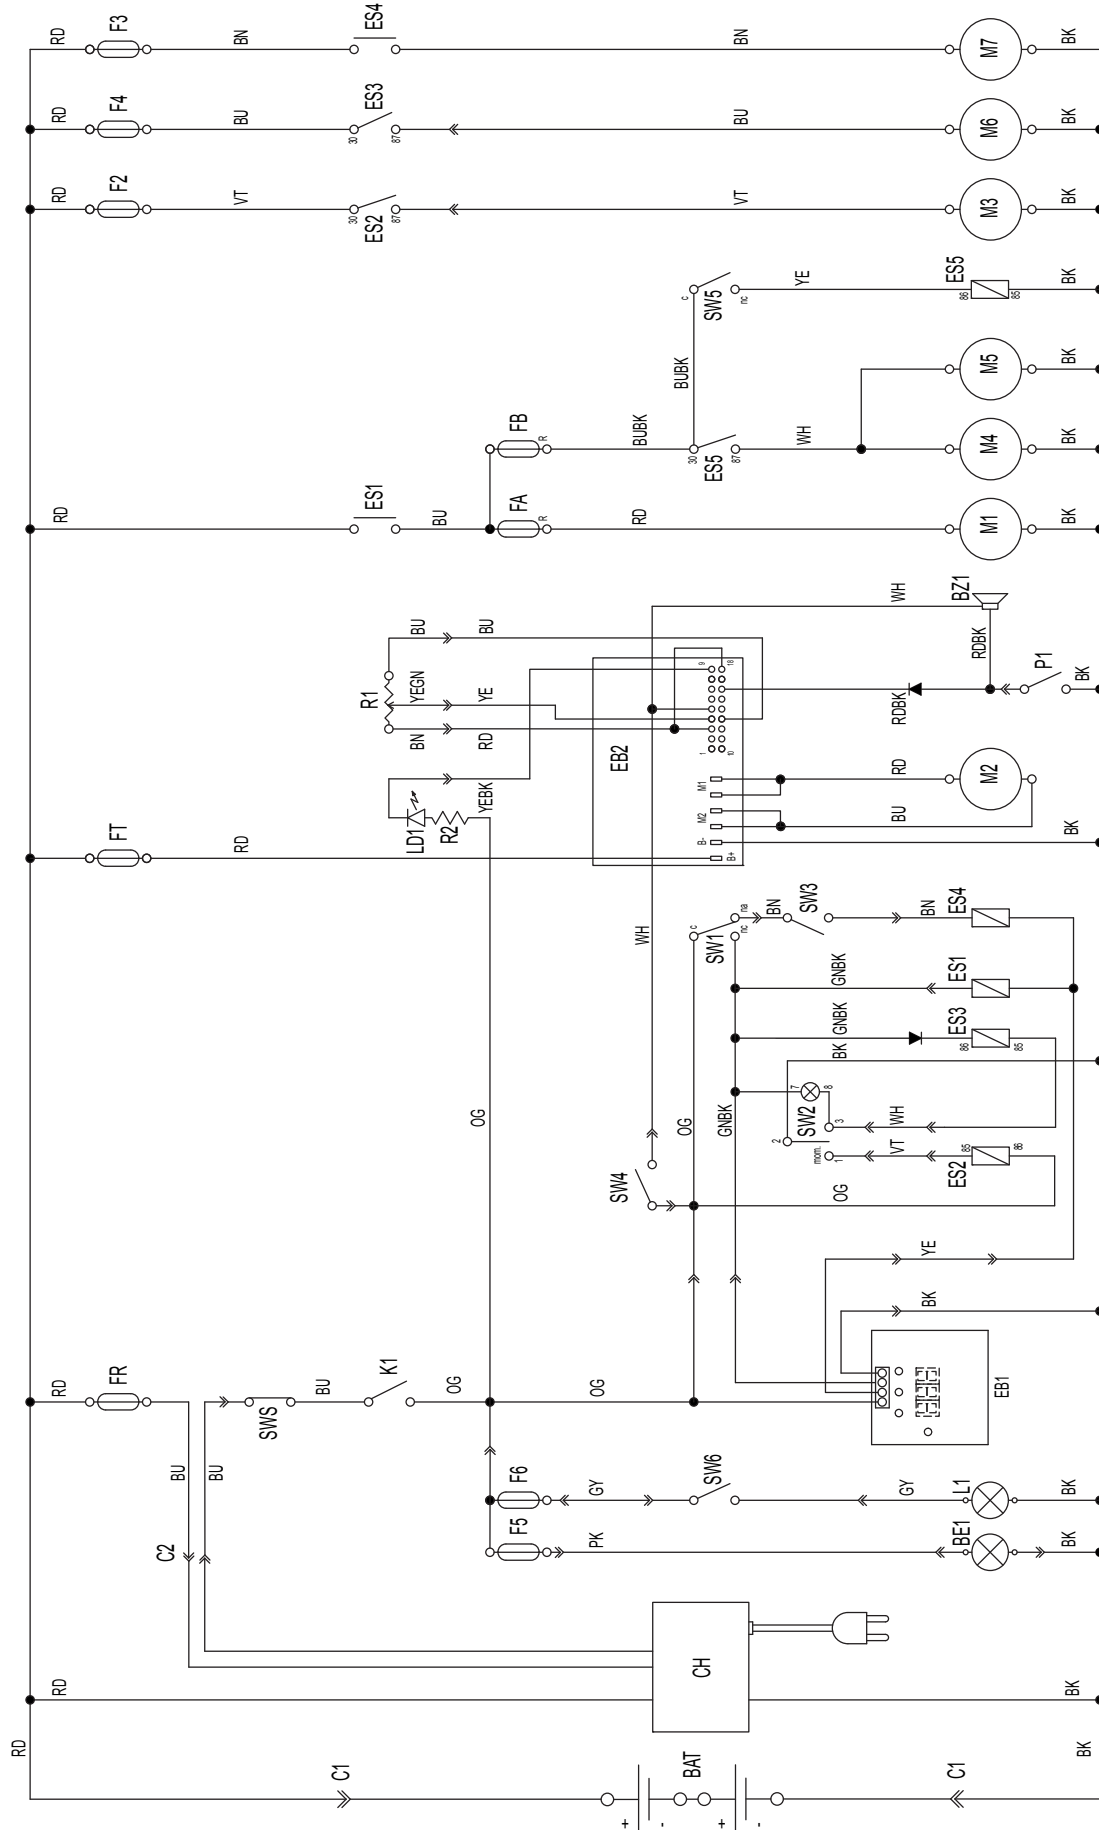 RD
F3
BN
ES4
BN
M7
BK
RD
F4
BU
30
ES3
87
BU
M6
BK
RD
F2
VT
30
ES2
87
VT
M3
BK
c
SW5
nc
YE
86
ES5
85
BK
BUBK
M5
BK
FB
R
BUBK
30
ES5
87
WH
M4
BK
RD
ES1
BU
FA
R
RD
M1
BK
WH
BZ1
RDBK
P1
BK
RDBK
R1
BU
BU
YEGN
YE
BN
RD
EB2
9
18
1
10
M1
M2
B-
B+
RD
M2
BU
BK
LD1
R2
YEBK
FT
RD
WH
c
SW1
na
nc
BN
SW3
BN
ES4
GNBK
ES1
GNBK
86
ES3
85
BK
7
8
SW2
2
3
WH
mom.
1
VT
85
ES2
86
OG
OG
GNBK
OG
SW4
YE
BK
EB1
RD
FR
BU
BU
C2
SWS
BU
K1
OG
OG
F6
GY
SW6
GY
L1
BK
F5
PK
BE1
BK
RD
CH
BK
RD
C1
+
-
BAT
+
-
C1
BK